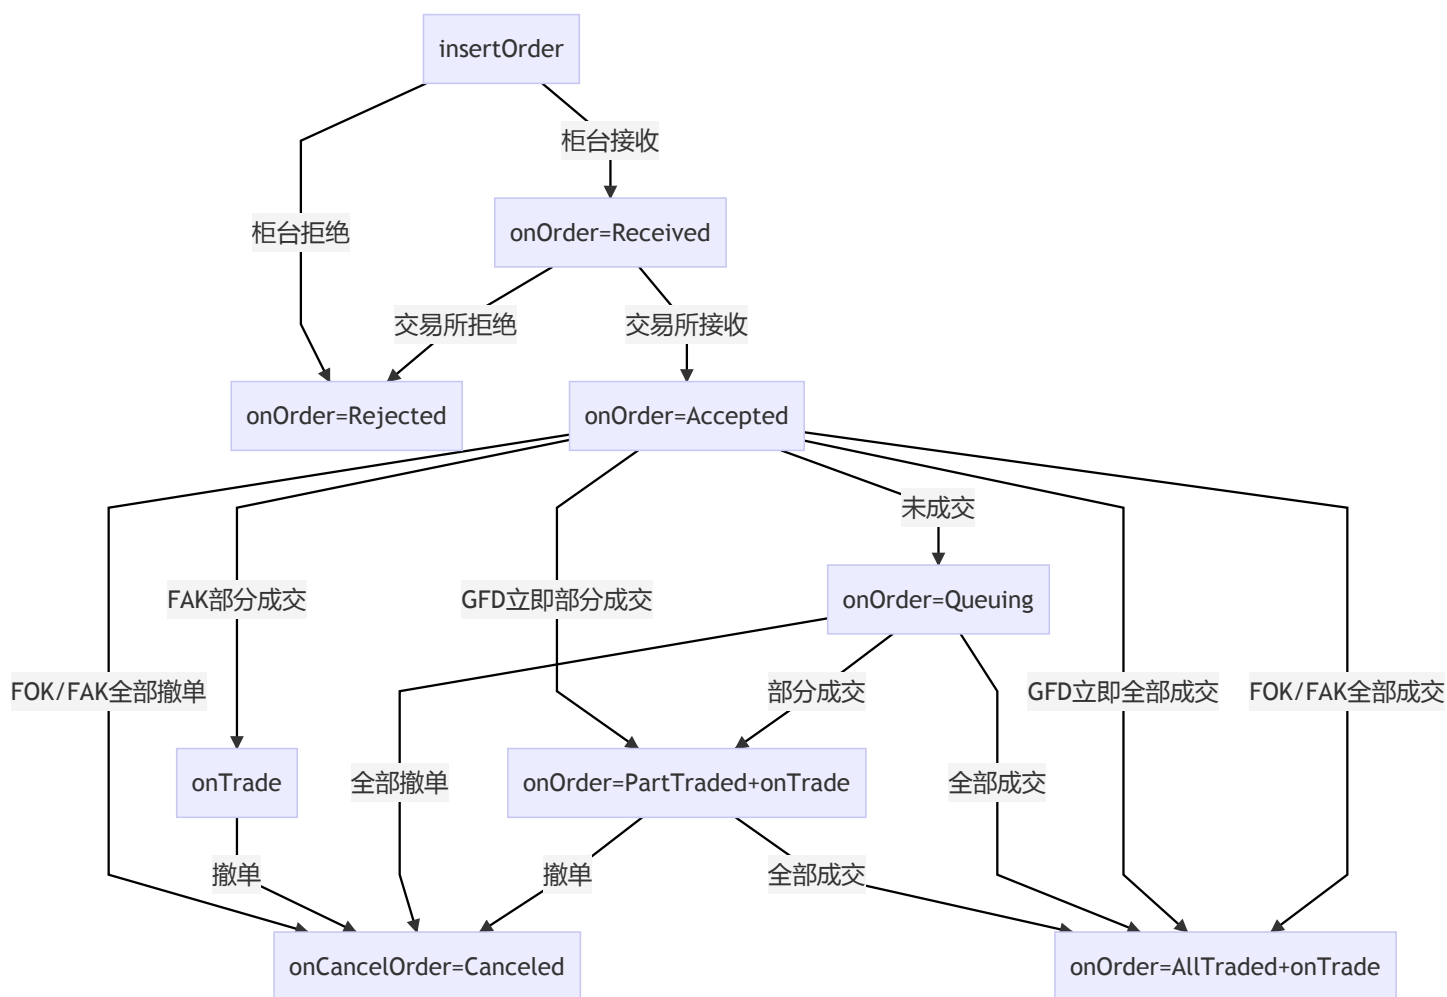 insertOrder
柜台接收
柜台拒绝
onOrder=Received
交易所拒绝
交易所接收
onOrder=Rejected
onOrder=Accepted
未成交
FAK部分成交
GFD立即部分成交
onOrder=Queuing
FOK/FAK全部撤单
部分成交
GFD立即全部成交
FOK/FAK全部成交
onTrade
全部撤单
onOrder=PartTraded+onTrade
全部成交
撤单
撤单
全部成交
onCancelOrder=Canceled
onOrder=AllTraded+onTrade